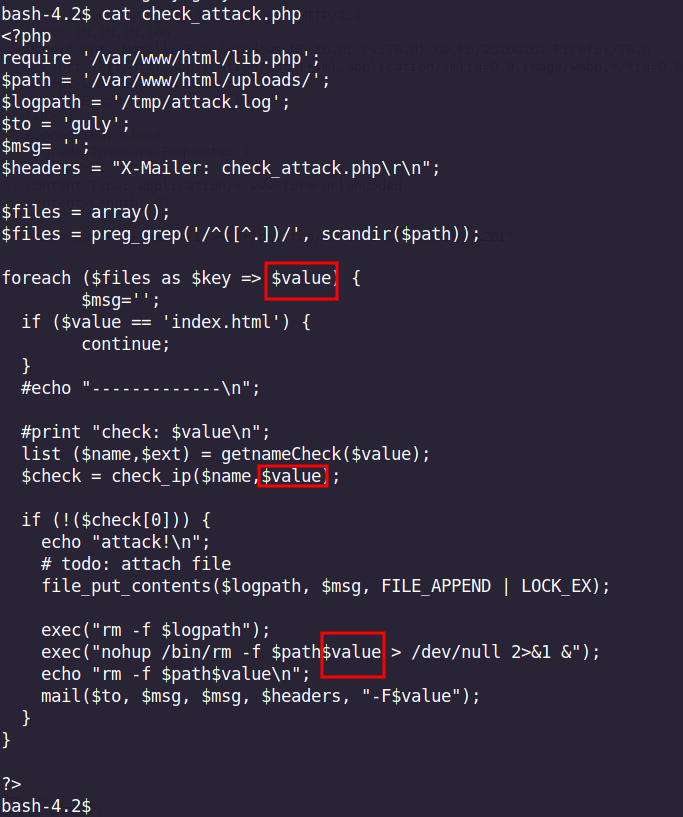 bash-4.2$ cat check_attack.php
<?php
require '/var/www/html/lib.php';
$path = '/var/www/html/uploads/';
$logpath = '/tmp/attack.log';
$to = 'guly';
$msg= '';
$headers = "X-Mailer: check_attack.php\r\n";

$files = array();
$files = preg_grep('/^([^.])/', scandir($path));

foreach ($files as $key => $value) {
        $msg='';
  if ($value == 'index.html') {
        continue;
  }
  #echo "-------------\n";

  #print "check: $value\n";
  list ($name,$ext) = getnameCheck($value);
  $check = check_ip($name,$value);

  if (!($check[0])) {
    echo "attack!\n";
    # todo: attach file
    file_put_contents($logpath, $msg, FILE_APPEND | LOCK_EX);

    exec("rm -f $logpath");
    exec("nohup /bin/rm -f $path$value > /dev/null 2>&1 &");
    echo "rm -f $path$value\n";
    mail($to, $msg, $msg, $headers, "-F$value");
  }
}

?>
bash-4.2$